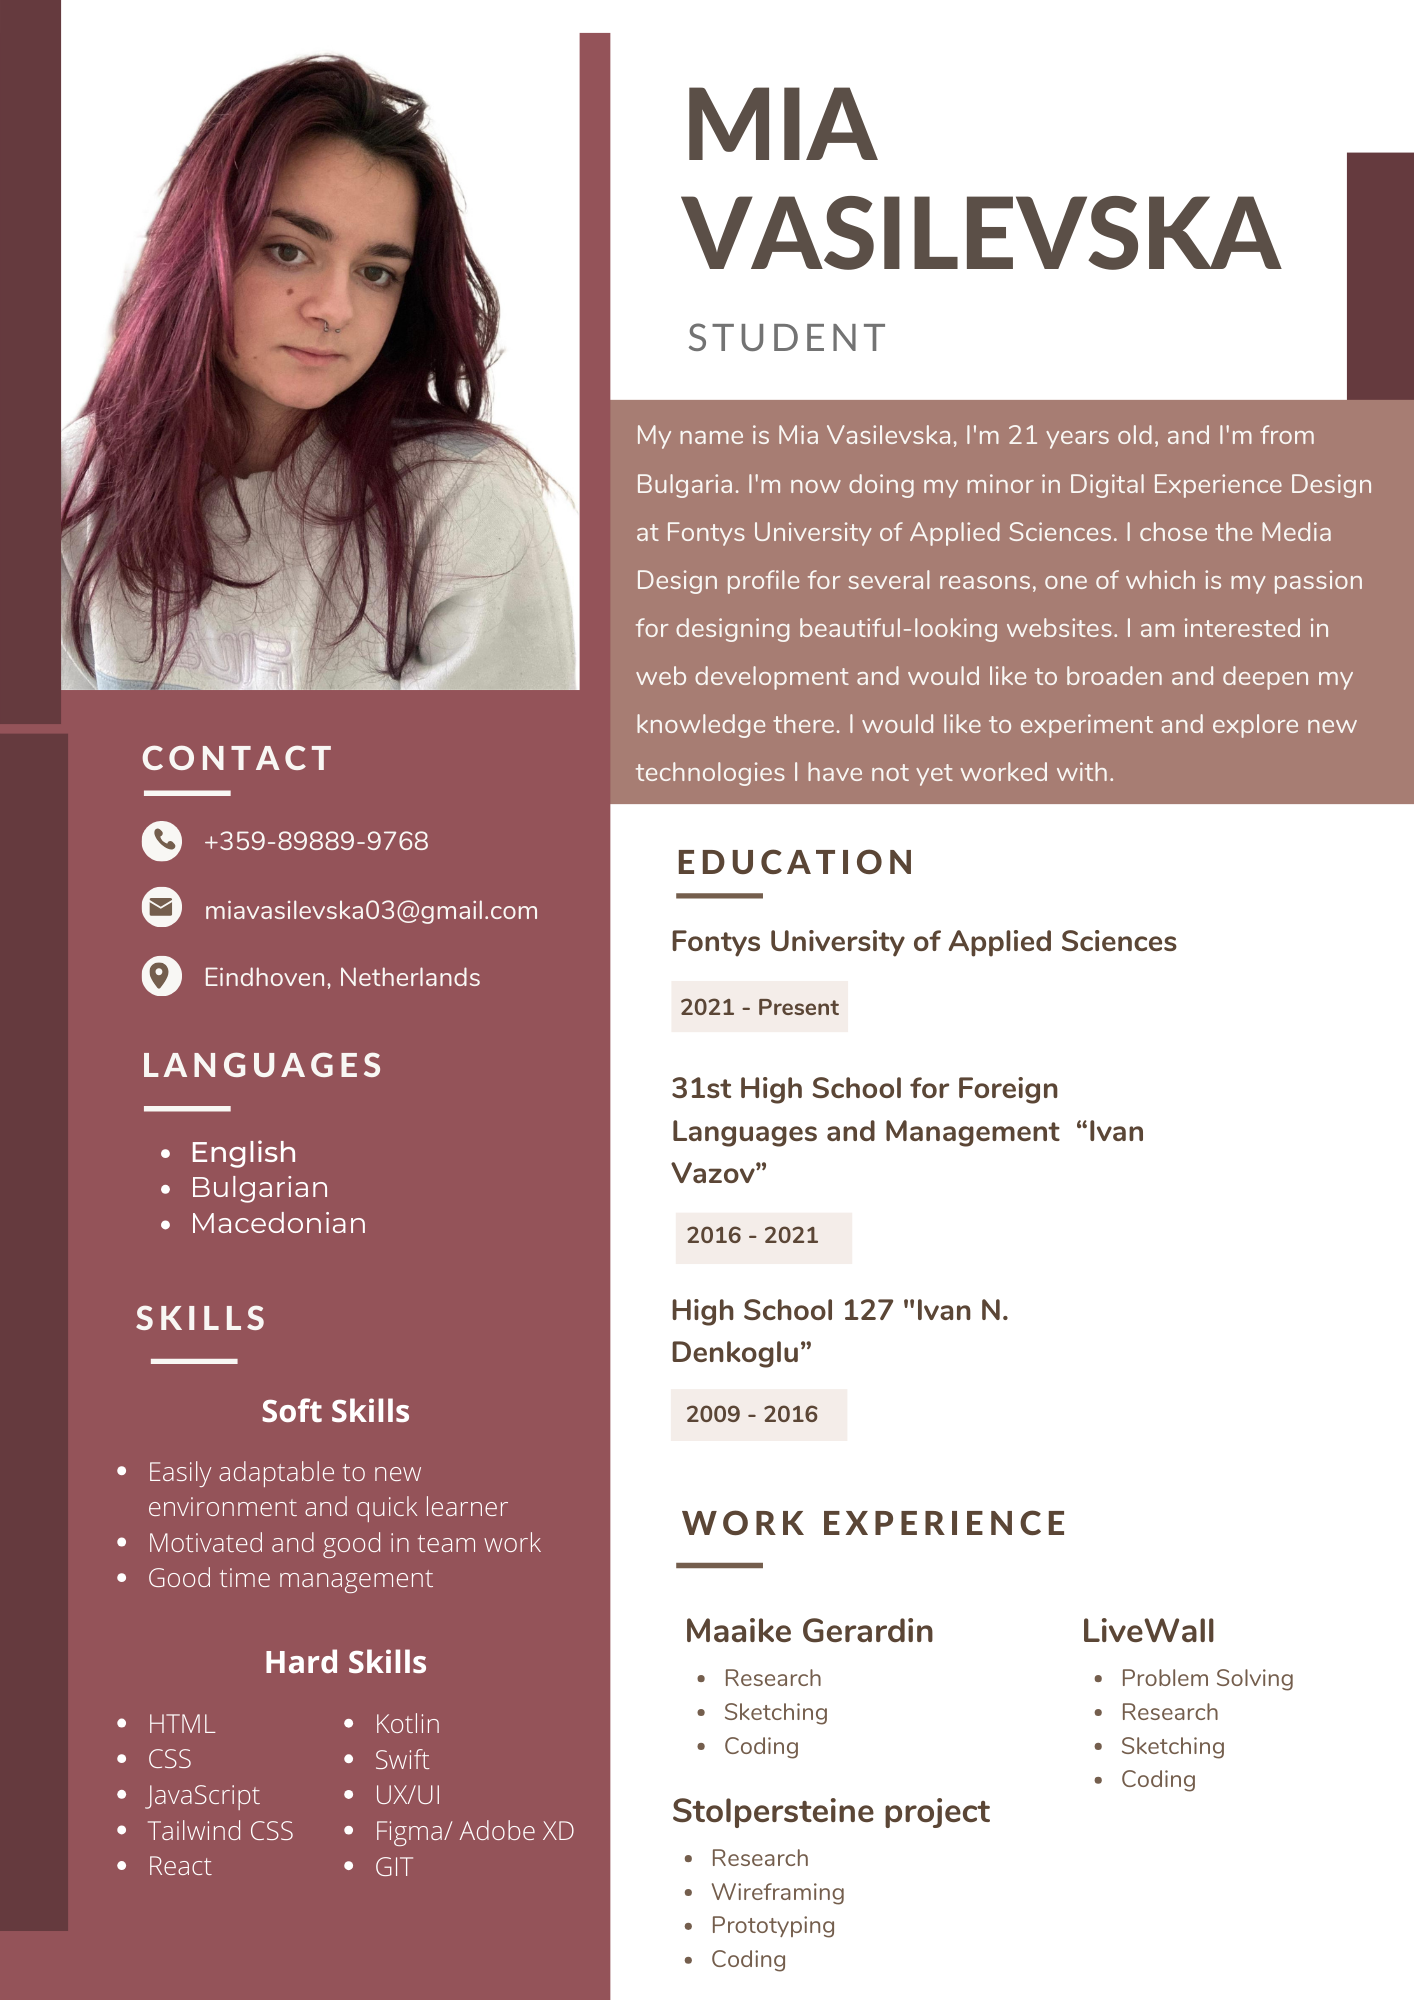 MIA
VASILEVSKA
STUDENT
My name is Mia Vasilevska, I'm 21 years old, and I'm from
Bulgaria. I'm now doing my minor in Digital Experience Design
at Fontys University of Applied Sciences. I chose the Media
Design profile for several reasons, one of which is my passion
for designing beautiful-looking websites. I am interested in
web development and would like to broaden and deepen my
knowledge there. I would like to experiment and explore new
technologies I have not yet worked with.
CONTACT
+359-89889-9768
miavasilevska03@gmail.com
Eindhoven, Netherlands
LANGUAGES
• English
• Bulgarian
• Macedonian
SKILLS
Soft Skills
• Easily adaptable to new
environment and quick learner
• Motivated and good in team work
• Good time management
Hard Skills
• HTML
• CSS
• JavaScript
• Tailwind CSS
• React
• Kotlin
• Swift
• UX/UI
• Figma/ Adobe XD
• GIT
EDUCATION
Fontys University of Applied Sciences
2021 - Present
31st High School for Foreign
Languages and Management “Ivan
Vazov”
2016 - 2021
High School 127 "Ivan N.
Denkoglu”
2009 - 2016
WORK EXPERIENCE
Maaike Gerardin
• Research
• Sketching
• Coding
LiveWall
• Problem Solving
• Research
• Sketching
• Coding
Stolpersteine project
• Research
• Wireframing
• Prototyping
• Coding